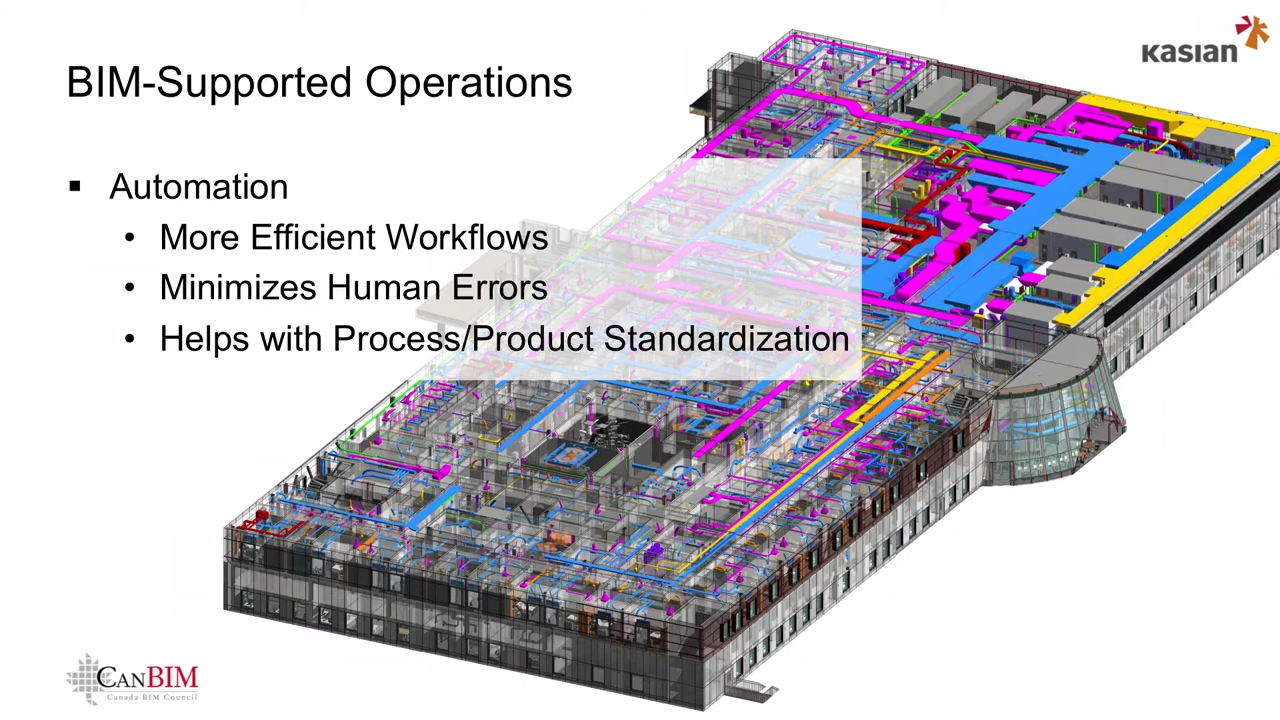 Kasian
BIM-Supported Operations
▪ Automation
• More Efficient Workflows
• Minimizes Human Errors
• Helps with Process/Product Standardization
CanBIM
Canada BIM Council